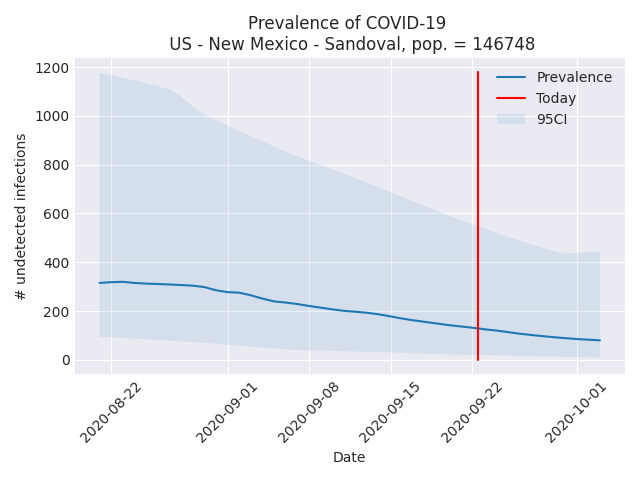 Prevalence of COVID-19
US - New Mexico - Sandoval, pop. = 146748
Prevalence
Today
95CI
1200
1000
800
600
400
200
0
# undetected infections
2020-08-22
2020-09-01
2020-09-08
2020-09-15
2020-09-22
2020-10-01
Date